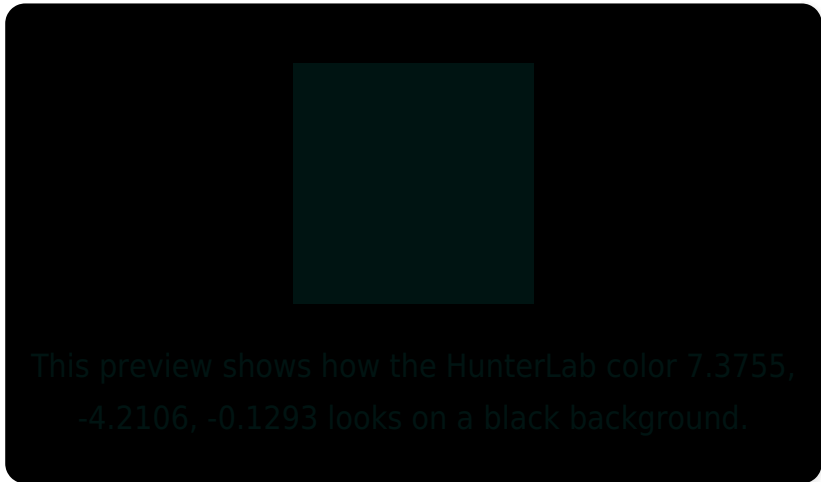 This preview shows how the HunterLab color 7.3755,
-4.2106, -0.1293 looks on a black background.